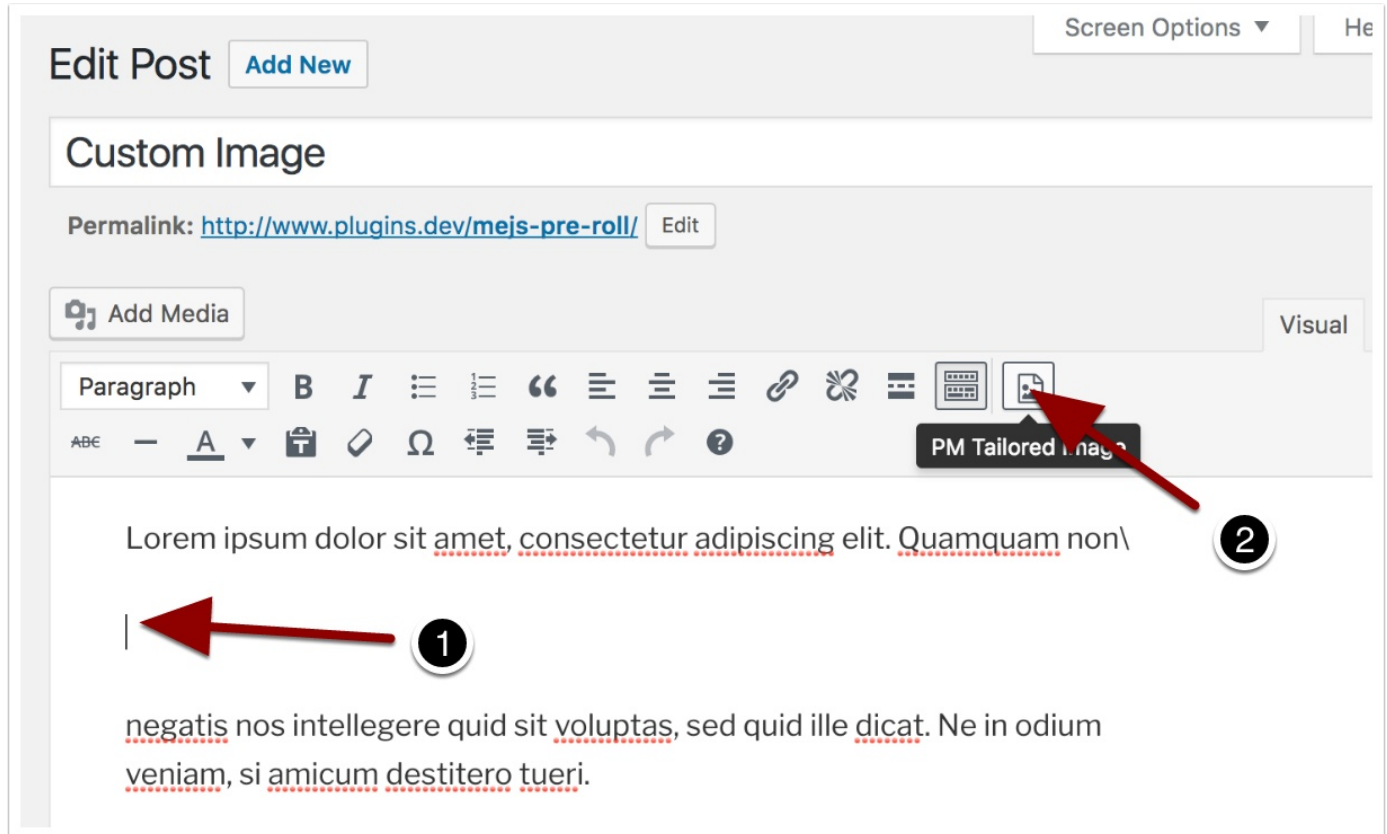 Screen Options ▼ He
Edit Post Add New
Custom Image
Permalink: http://www.plugins.dev/mejs-pre-roll/ Edit
Add Media
Visual
Paragraph ▼ B I
ABC A ▼ Ω ?
PM Tailored Image
Lorem ipsum dolor sit amet, consectetur adipiscing elit. Quamquam non\
2
1
negatis nos intellegere quid sit voluptas, sed quid ille dicat. Ne in odium
veniam, si amicum destitero tueri.